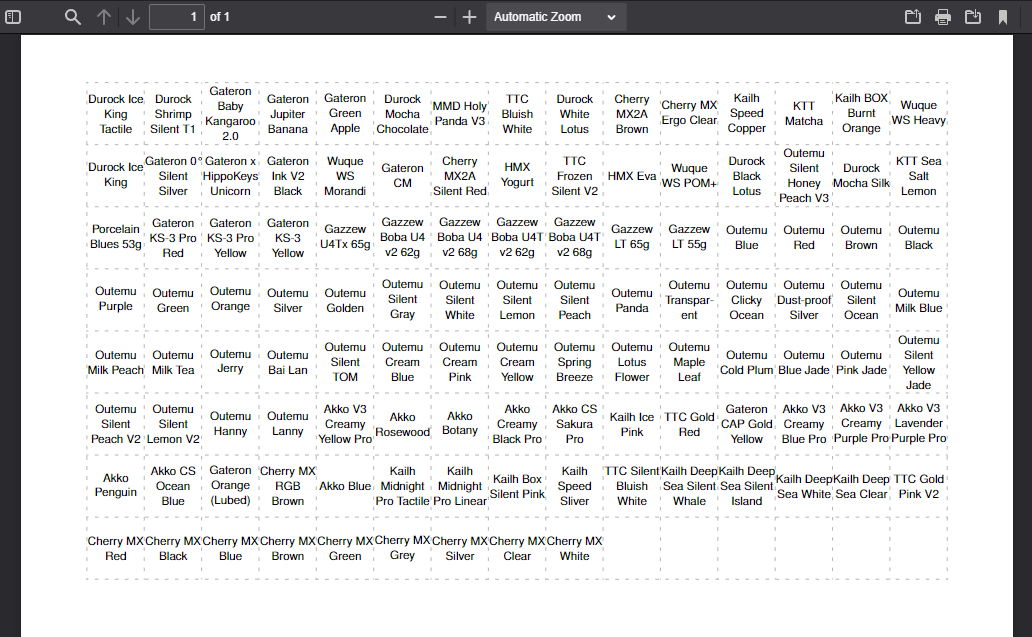 1 of 1 Automatic Zoom
Durock Ice King Tactile
Durock Shrimp Silent T1
Gateron Baby Kangaroo 2.0
Gateron Jupiter Banana
Gateron Green Apple
Durock Mocha Chocolate
MMD Holy Panda V3
TTC Bluish White
Durock White Lotus
Cherry MX2A Brown
Cherry MX Ergo Clear
Kailh Speed Copper
KTT Matcha
Kailh BOX Burnt Orange
Wuque WS Heavy
Durock Ice King
Gateron 0° Silent Silver
Gateron x HippoKeys Unicorn
Gateron Ink V2 Black
Wuque WS Morandi
Gateron CM
Cherry MX2A Silent Red
HMX Yogurt
TTC Frozen Silent V2
HMX Eva
Wuque WS POM+
Durock Black Lotus
Outemu Silent Honey Peach V3
Durock Mocha Silk
KTT Sea Salt Lemon
Porcelain Blues 53g
Gateron KS-3 Pro Red
Gateron KS-3 Pro Yellow
Gateron KS-3 Yellow
Gazzew U4Tx 65g
Gazzew Boba U4 v2 62g
Gazzew Boba U4 v2 68g
Gazzew Boba U4T v2 62g
Gazzew Boba U4T v2 68g
Gazzew LT 65g
Gazzew LT 55g
Outemu Blue
Outemu Red
Outemu Brown
Outemu Black
Outemu Purple
Outemu Green
Outemu Orange
Outemu Silver
Outemu Golden
Outemu Silent Gray
Outemu Silent White
Outemu Silent Lemon
Outemu Silent Peach
Outemu Panda
Outemu Transpar-ent
Outemu Clicky Ocean
Outemu Dust-proof Silver
Outemu Silent Ocean
Outemu Milk Blue
Outemu Milk Peach
Outemu Milk Tea
Outemu Jerry
Outemu Bai Lan
Outemu Silent TOM
Outemu Cream Blue
Outemu Cream Pink
Outemu Cream Yellow
Outemu Spring Breeze
Outemu Lotus Flower
Outemu Maple Leaf
Outemu Cold Plum
Outemu Blue Jade
Outemu Pink Jade
Outemu Silent Yellow Jade
Outemu Silent Peach V2
Outemu Silent Lemon V2
Outemu Hanny
Outemu Lanny
Akko V3 Creamy Yellow Pro
Akko Rosewood
Akko Botany
Akko Creamy Black Pro
Akko CS Sakura Pro
Kailh Ice Pink
TTC Gold Red
Gateron CAP Gold Yellow
Akko V3 Creamy Blue Pro
Akko V3 Creamy Purple Pro
Akko V3 Lavender Purple Pro
Akko Penguin
Akko CS Ocean Blue
Gateron Orange (Lubed)
Cherry MX RGB Brown
Akko Blue
Kailh Midnight Pro Tactile
Kailh Midnight Pro Linear
Kailh Box Silent Pink
Kailh Speed Sliver
TTC Silent Bluish White
Kailh Deep Sea Silent Whale
Kailh Deep Sea Silent Island
Kailh Deep Sea White
Kailh Deep Sea Clear
TTC Gold Pink V2
Cherry MX Red
Cherry MX Black
Cherry MX Blue
Cherry MX Brown
Cherry MX Green
Cherry MX Grey
Cherry MX Silver
Cherry MX Clear
Cherry MX White